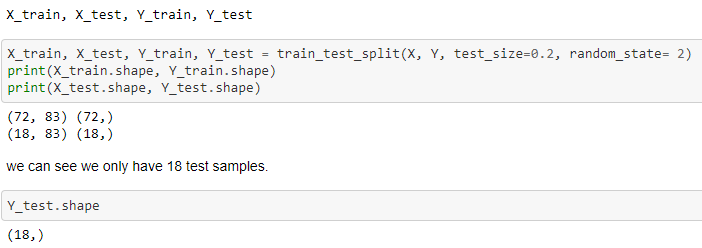 X_train, X_test, Y_train, Y_test
X_train, X_test, Y_train, Y_test = train_test_split(X, Y, test_size=0.2, random_state= 2)
print(X_train.shape, Y_train.shape)
print(X_test.shape, Y_test.shape)
(72, 83) (72,)
(18, 83) (18,)
we can see we only have 18 test samples.
Y_test.shape
(18,)